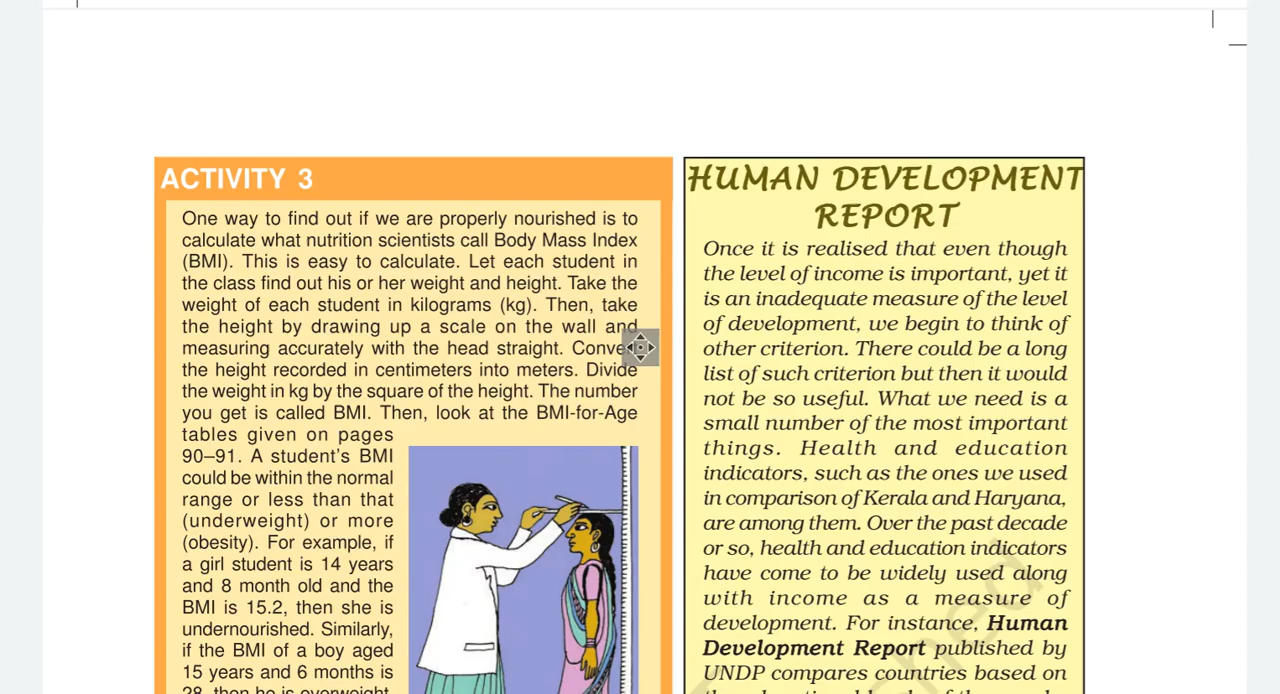 ACTIVITY 3
One way to find out if we are properly nourished is to
calculate what nutrition scientists call Body Mass Index
(BMI). This is easy to calculate. Let each student in
the class find out his or her weight and height. Take the
weight of each student in kilograms (kg). Then, take
the height by drawing up a scale on the wall and
measuring accurately with the head straight.
the height recorded in centimeters into meters. Divide
the weight in kg by the square of the height. The number
you get is called BMI. Then, look at the BMI-for-Age
tables given on pages
90–91. A student's BMI
could be within the normal
range or less than that
(underweight) or more
(obesity). For example, if
a girl student is 14 years
and 8 month old and the
BMI is 15.2, then she is
undernourished. Similarly,
if the BMI of a boy aged
15 years and 6 months is
28, then he is overweight.
HUMAN DEVELOPMENT
REPORT
Once it is realised that even though
the level of income is important, yet it
is an inadequate measure of the level
of development, we begin to think of
other criterion. There could be a long
list of such criterion but then it would
not be so useful. What we need is a
small number of the most important
things. Health and education
indicators, such as the ones we used
in comparison of Kerala and Haryana,
are among them. Over the past decade
or so, health and education indicators
have come to be widely used along
with income as a measure of
development. For instance, Human
Development Report published by
UNDP compares countries based on